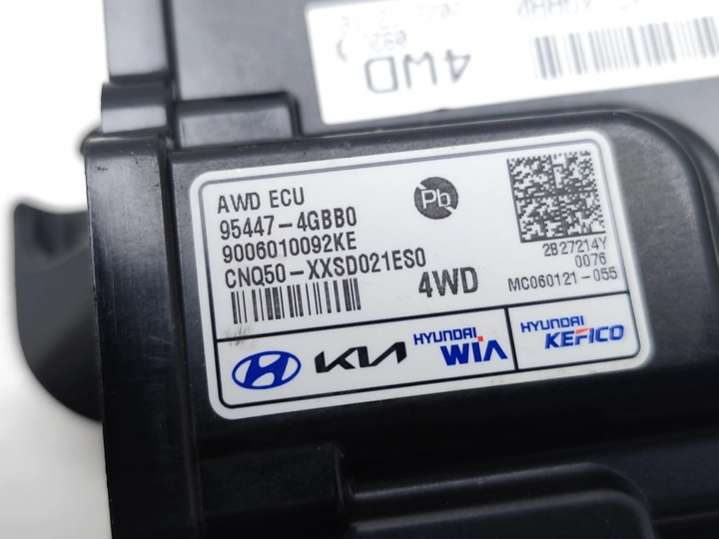 4WD
AWD ECU
Pb
95447-4GBB0
9006010092KE
CNQ50-XXSD021ES0
4WD
2B27214Y
0076
MC060121-055
KIA
HYUNDAI
WIA
HYUNDAI
KEFICO